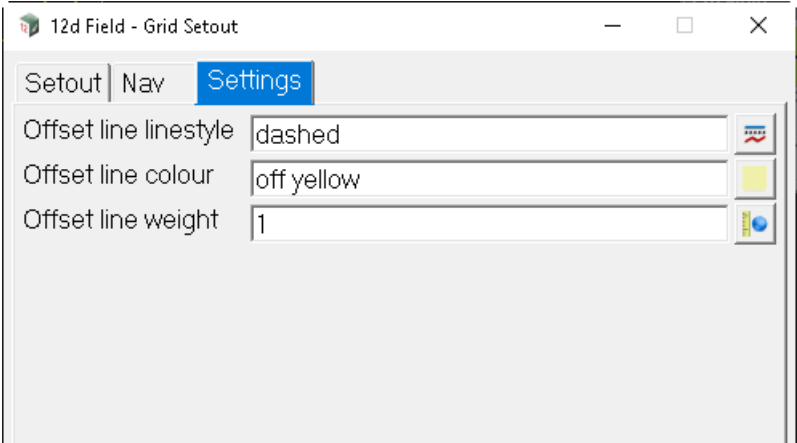 12d Field - Grid Setout
Setout Nav Settings
Offset line linestyle dashed
Offset line colour off yellow
Offset line weight 1